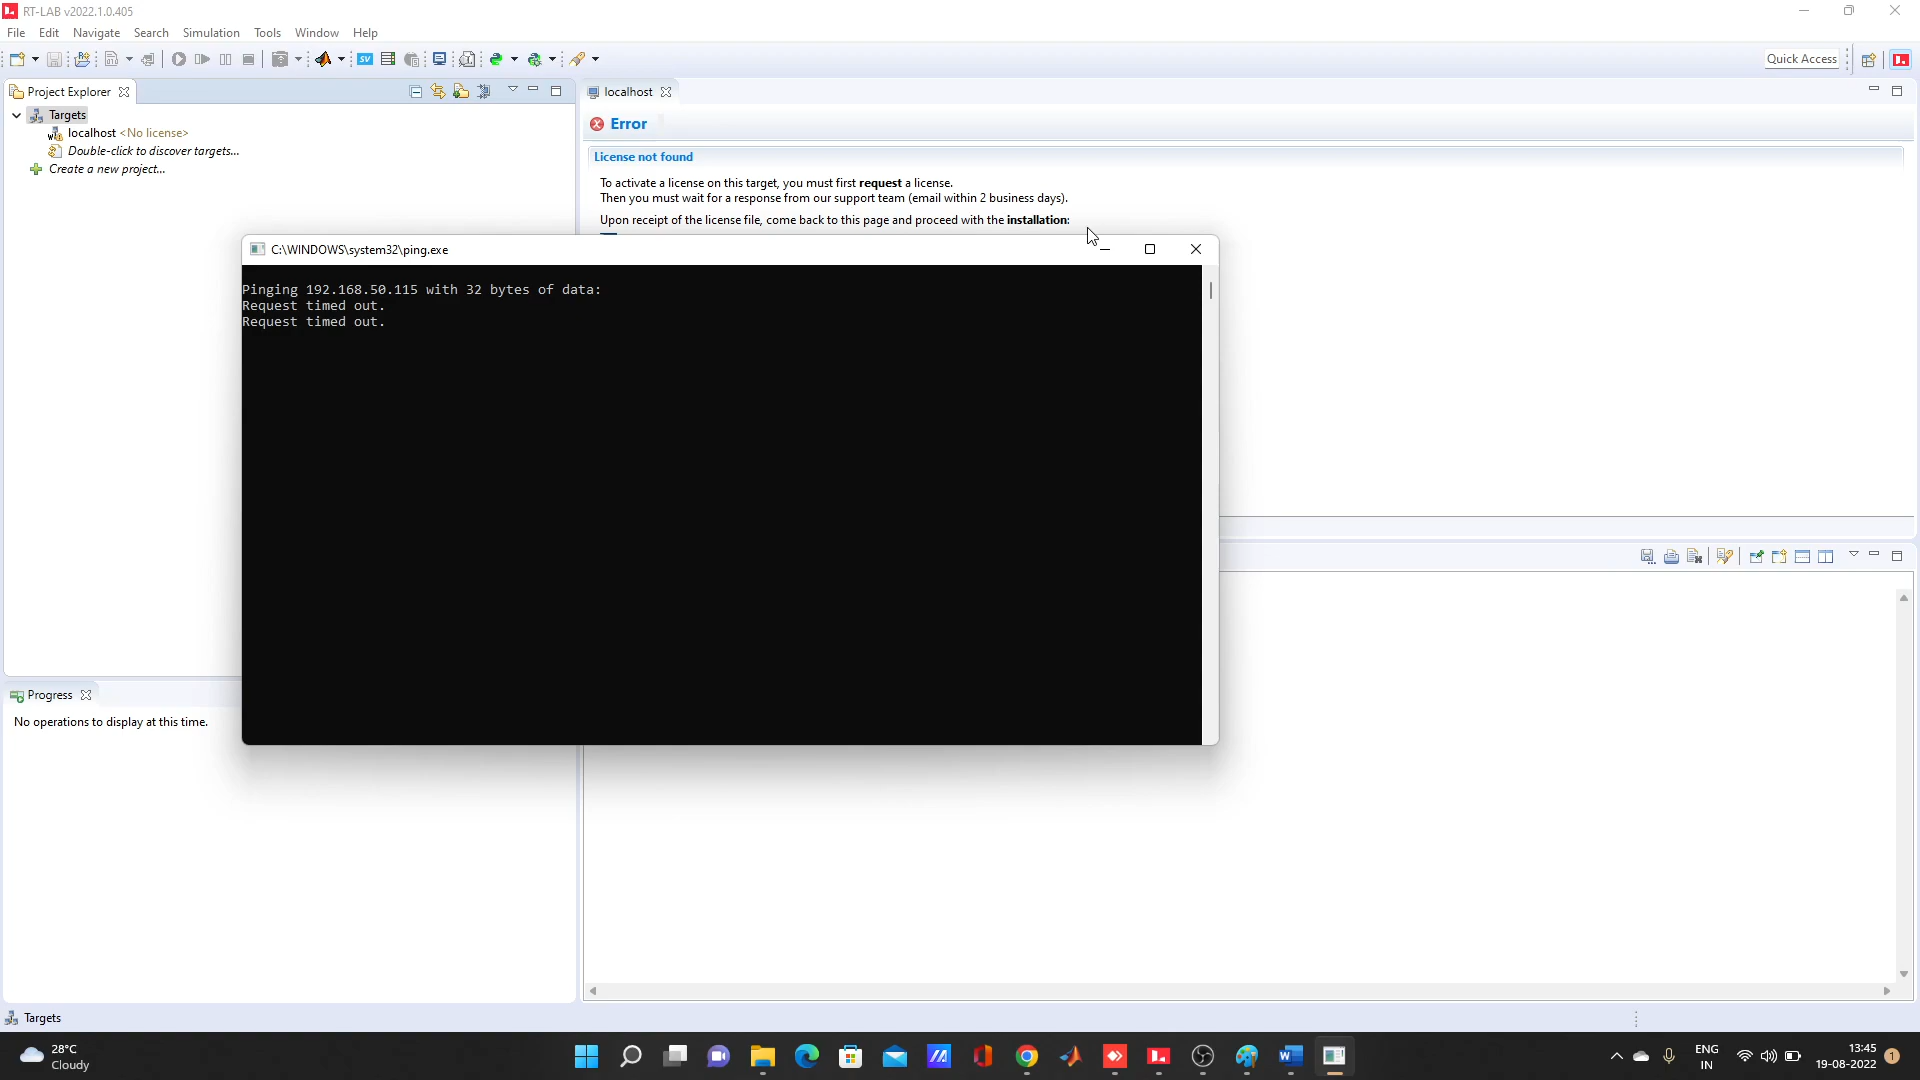 RT-LAB v2022.1.0.405
File Edit Navigate Search Simulation Tools Window Help
SV
Quick Access
Project Explorer
Targets
localhost <No license>
Double-click to discover targets...
Create a new project...
localhost
Error
License not found
To activate a license on this target, you must first request a license.
Then you must wait for a response from our support team (email within 2 business days).
Upon receipt of the license file, come back to this page and proceed with the installation:
C:\WINDOWS\system32\ping.exe
Pinging 192.168.50.115 with 32 bytes of data:
Request timed out.
Request timed out.
Progress
No operations to display at this time.
Targets
28°C
Cloudy
ENG
IN
13:45
19-08-2022
1